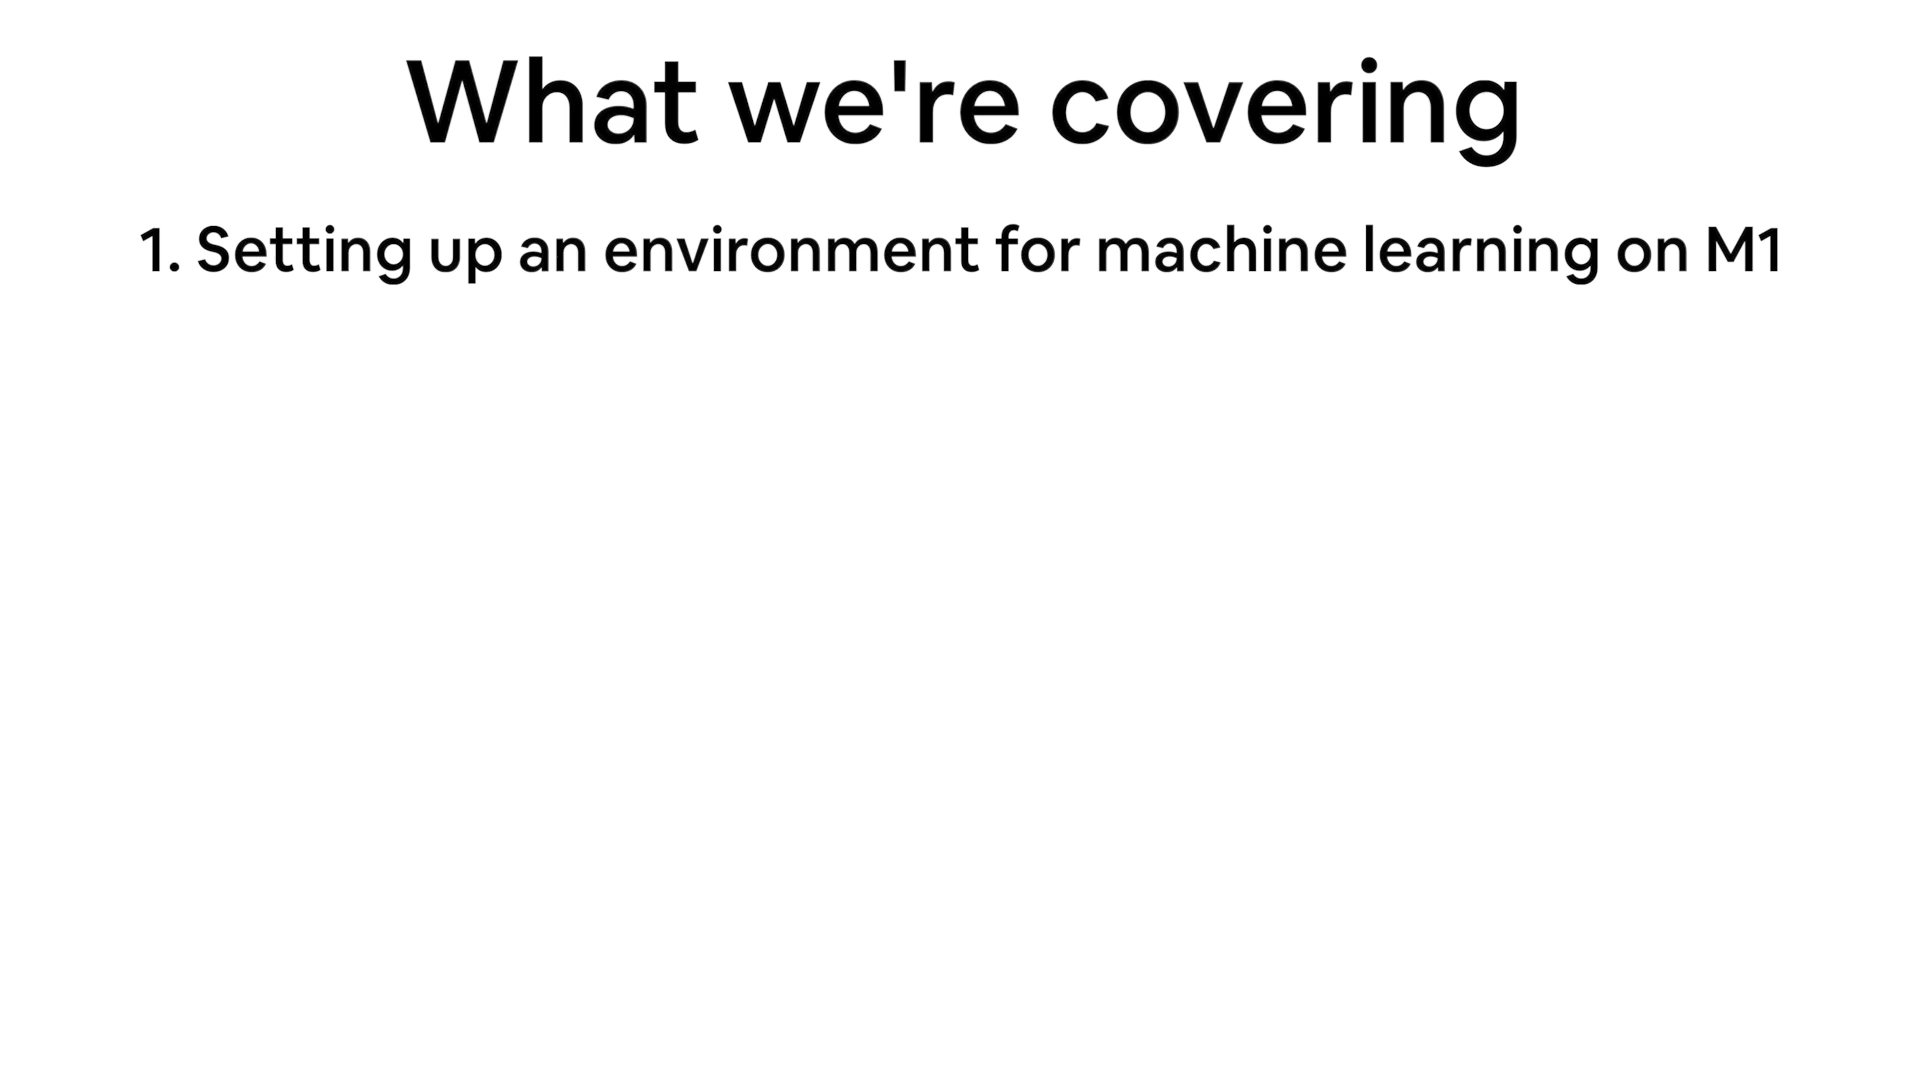 What we're covering
1. Setting up an environment for machine learning on M1